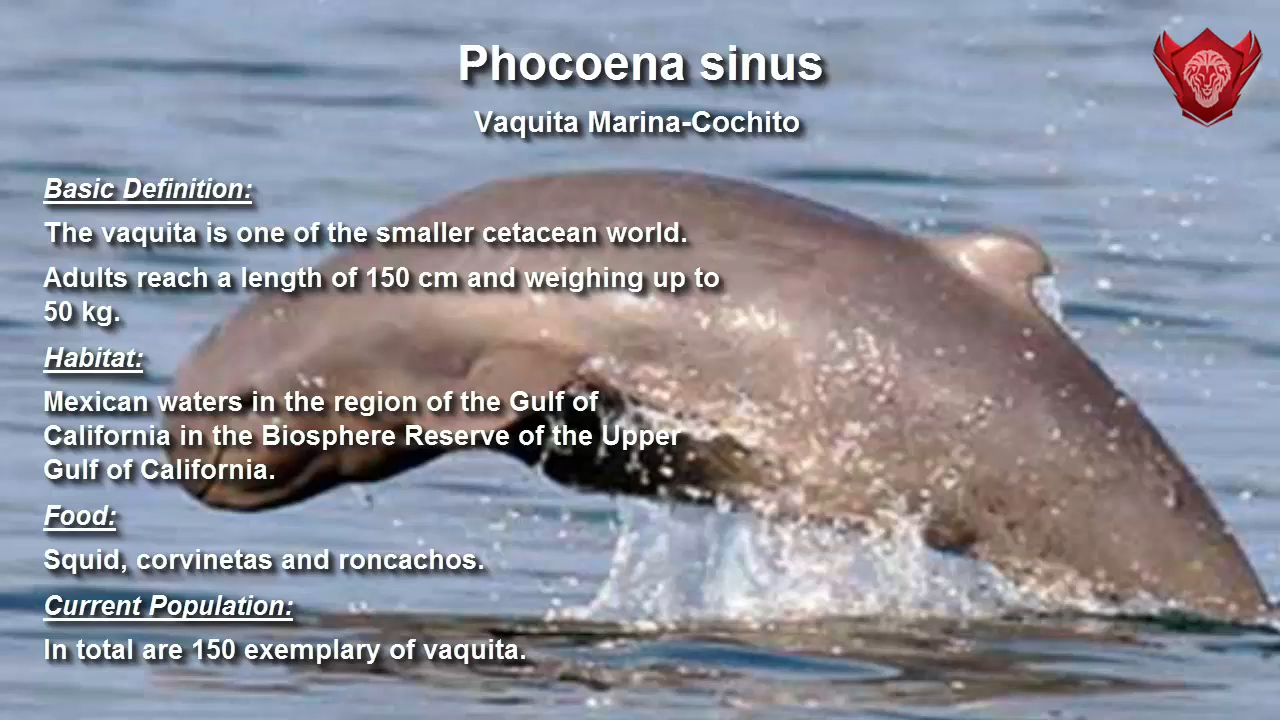 Phocoena sinus
Vaquita Marina-Cochito
Basic Definition:
The vaquita is one of the smaller cetacean world.
Adults reach a length of 150 cm and weighing up to
50 kg.
Habitat:
Mexican waters in the region of the Gulf of
California in the Biosphere Reserve of the Upper
Gulf of California.
Food:
Squid, corvinetas and roncachos.
Current Population:
In total are 150 exemplary of vaquita.